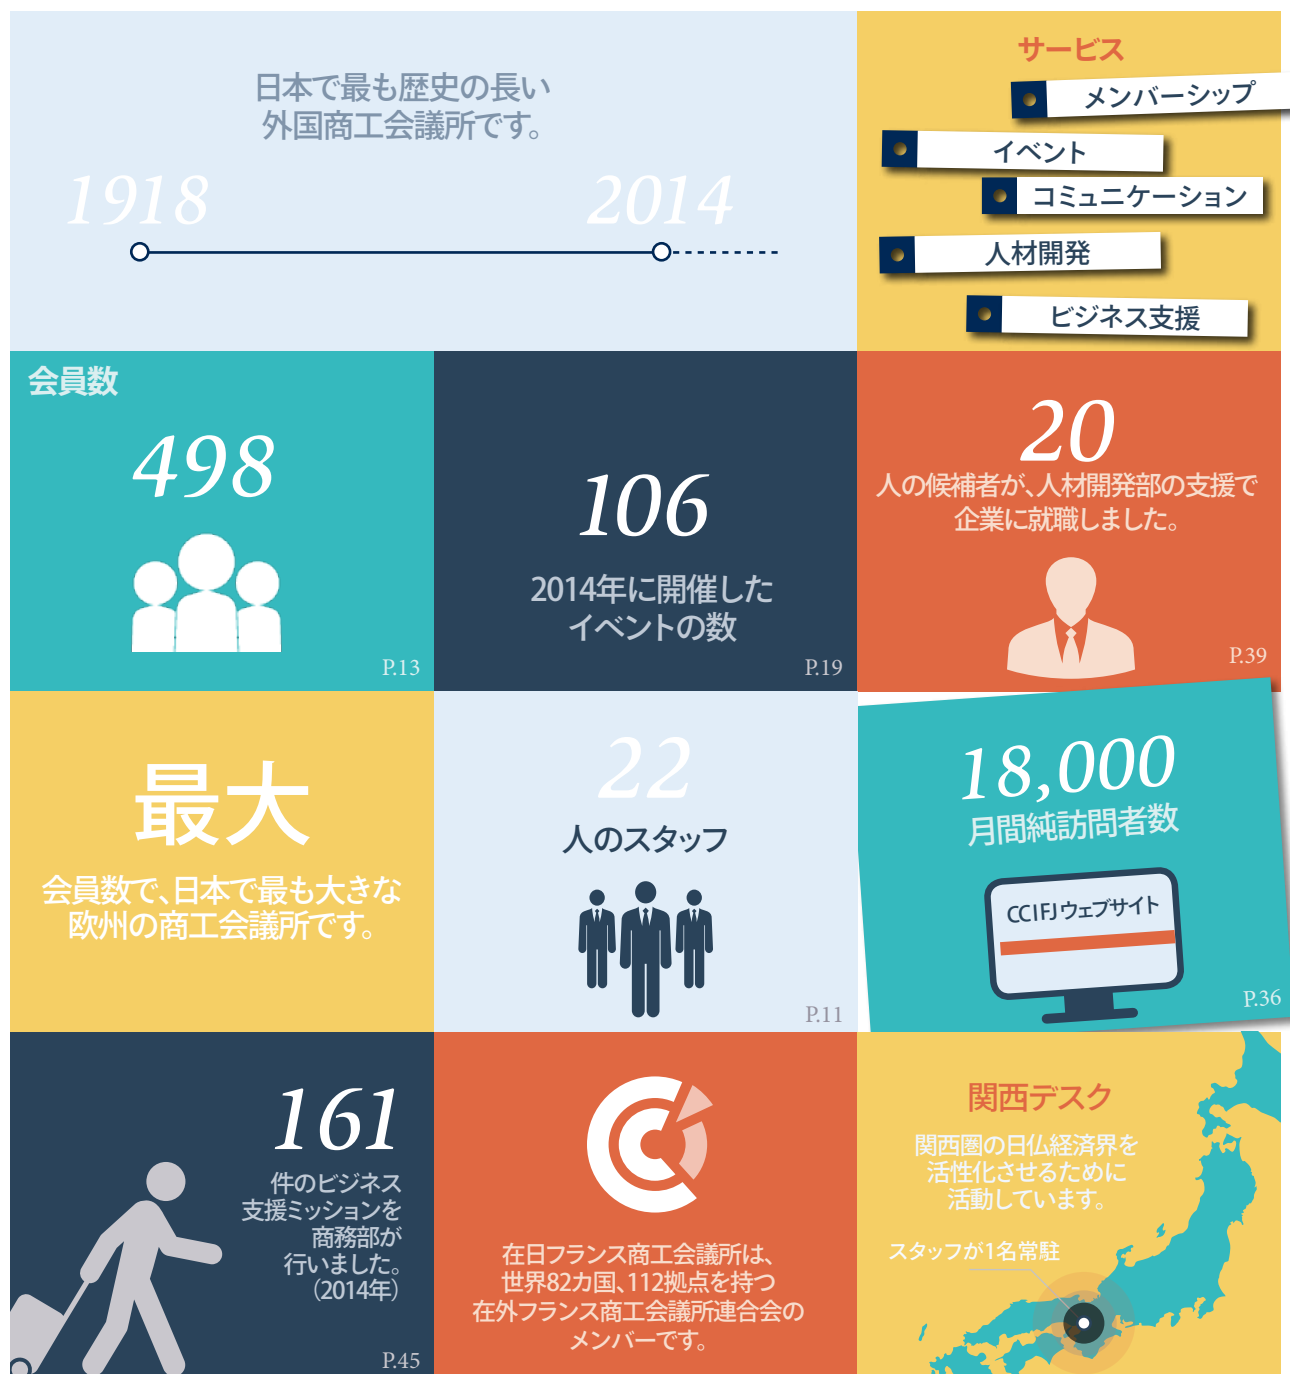 日本で最も歴史の長い
外国商工会議所です。
1918
2014
サービス
メンバーシップ
イベント
コミュニケーション
人材開発
ビジネス支援
会員数
498
P.13
106
2014年に開催した
イベントの数
P.19
20
人の候補者が、人材開発部の支援で
企業に就職しました。
P.39
最大
会員数で、日本で最も大きな
欧州の商工会議所です。
22
人のスタッフ
P.11
18,000
月間純訪問者数
CCIFJウェブサイト
P.36
161
件のビジネス
支援ミッションを
商務部が
行いました。
（2014年）
P.45
在日フランス商工会議所は、
世界82カ国、112拠点を持つ
在外フランス商工会議所連合会の
メンバーです。
関西デスク
関西圏の日仏経済界を
活性化させるために
活動しています。
スタッフが1名常駐